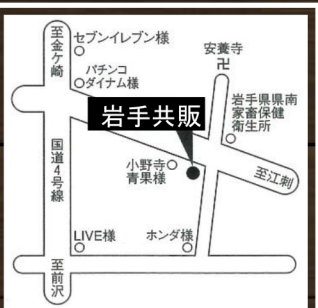 至金ケ崎
セブンイレブン様
パチンコ
ダイナム様
安養寺
卍
岩手共販
岩手県県南
家畜保健
衛生所
国道4号線
小野寺
青果様
至江刺
LIVE様
ホンダ様
至前沢